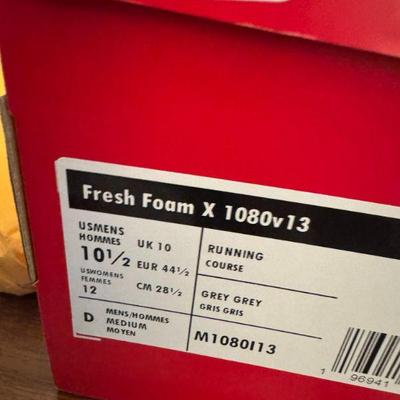 Fresh Foam X 1080v13
USMENS
HOMMES
10½
USWOMENS
FEMMES
12
UK 10
EUR 44½
CM 28½
D
MENS/HOMMES
MEDIUM
MOYEN
RUNNING
COURSE
GREY GREY
GRIS GRIS
M1080I13
1 96941